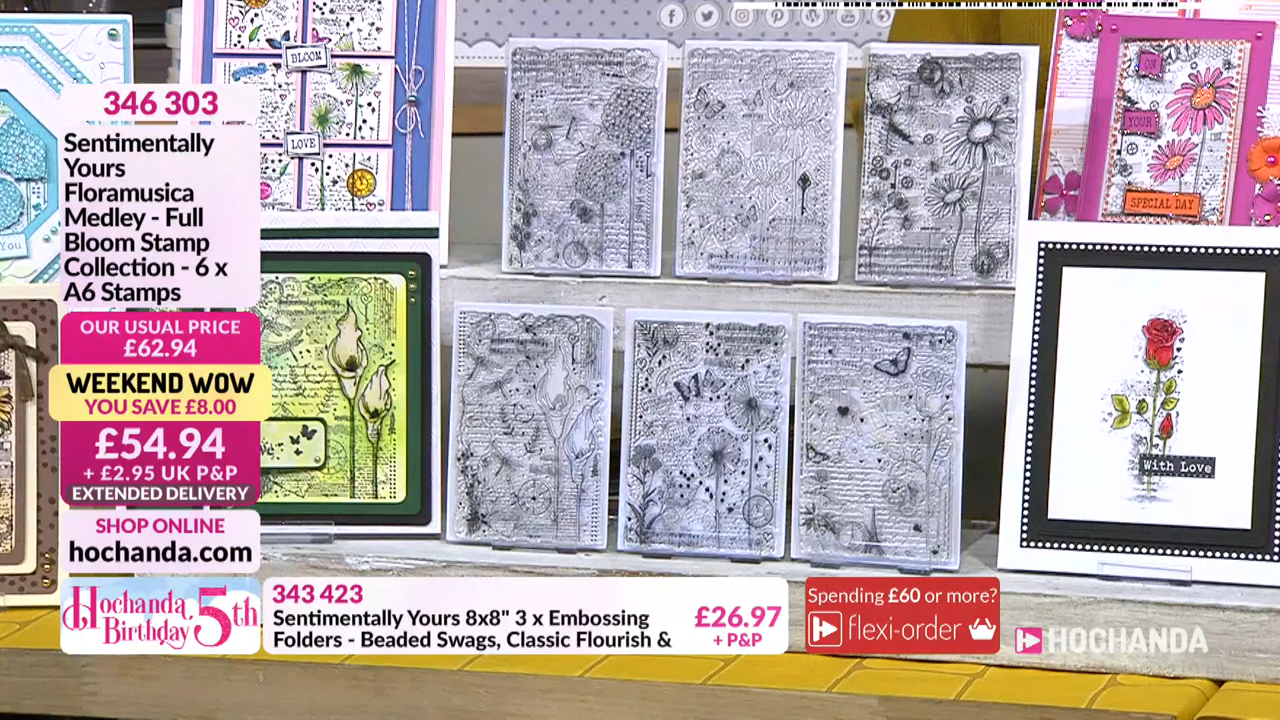 346 303
Sentimentally
Yours
Floramusica
Medley - Full
Bloom Stamp
Collection - 6 x
A6 Stamps
OUR USUAL PRICE
£62.94
WEEKEND WOW
YOU SAVE £8.00
£54.94
+ £2.95 UK P&P
EXTENDED DELIVERY
SHOP ONLINE
hochanda.com
Hochanda
Birthday
5th
343 423
Sentimentally Yours 8x8" 3 x Embossing
Folders - Beaded Swags, Classic Flourish &
£26.97
+ P&P
Spending £60 or more?
flexi-order
HOCHANDA
BLOOM
LOVE
You
ON
YOUR
SPECIAL DAY
With Love